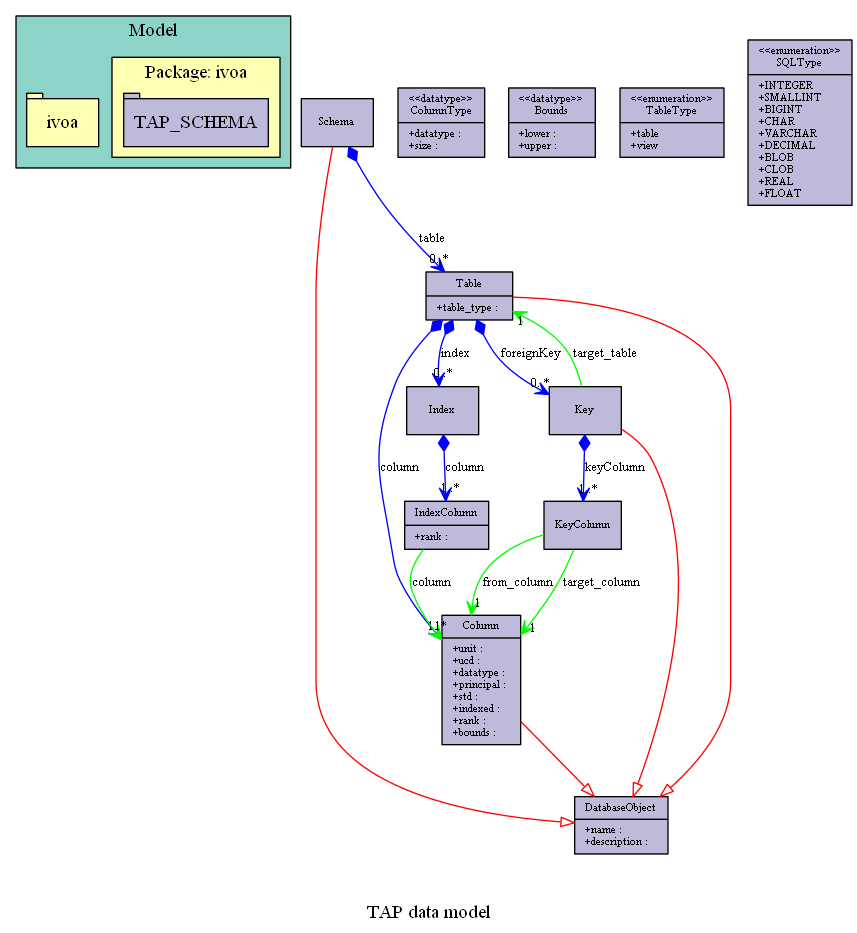 Model
Package: ivoa
ivoa
TAP_SCHEMA
Schema
<<datatype>>
ColumnType
+datatype :
+size :
<<datatype>>
Bounds
+lower :
+upper :
<<enumeration>>
TableType
+table
+view
<<enumeration>>
SQLType
+INTEGER
+SMALLINT
+BIGINT
+CHAR
+VARCHAR
+DECIMAL
+BLOB
+CLOB
+REAL
+FLOAT
table
0..*
Table
+table_type :
1
index
foreignKey
target_table
0..*
0..*
Index
Key
column
column
keyColumn
1..*
1..*
IndexColumn
+rank :
KeyColumn
column
from_column
target_column
1
1
Column
+unit :
+ucd :
+datatype :
+principal :
+std :
+indexed :
+rank :
+bounds :
DatabaseObject
+name :
+description :
TAP data model